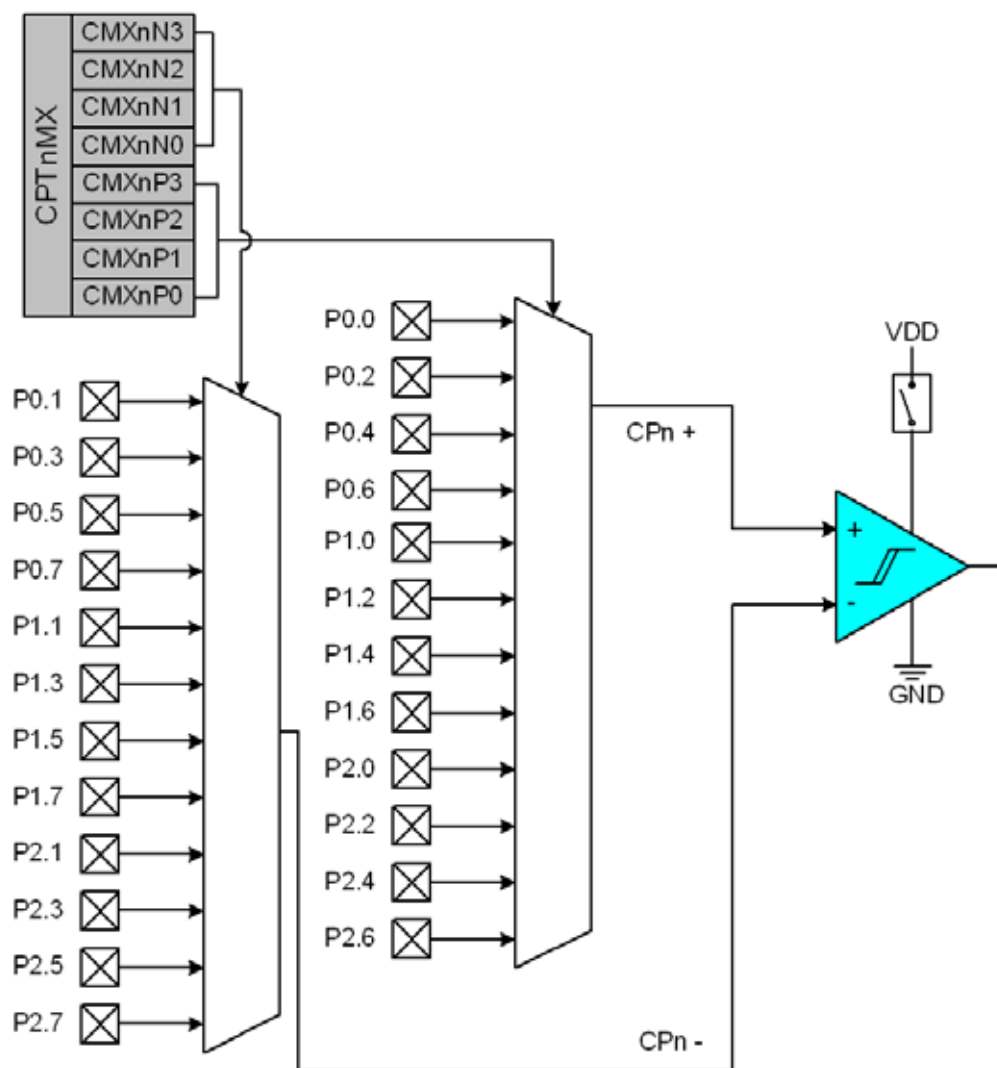 CPTnMX
CMXnN3
CMXnN2
CMXnN1
CMXnN0
CMXnP3
CMXnP2
CMXnP1
CMXnP0
P0.1
P0.3
P0.5
P0.7
P1.1
P1.3
P1.5
P1.7
P2.1
P2.3
P2.5
P2.7
P0.0
P0.2
P0.4
P0.6
P1.0
P1.2
P1.4
P1.6
P2.0
P2.2
P2.4
P2.6
CPn +
CPn -
VDD
+
-
GND